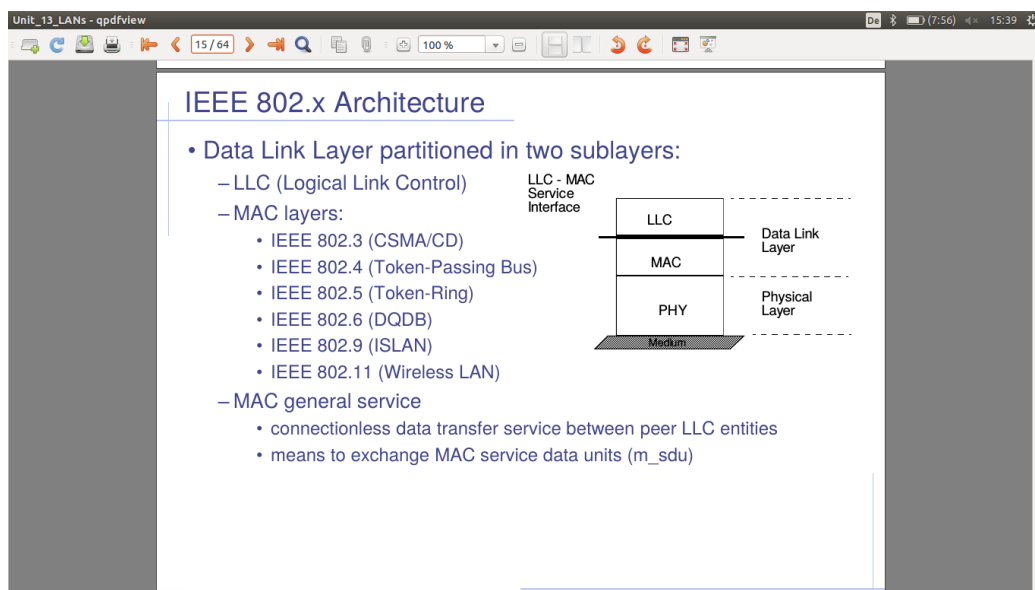 Unit_13_LANs - qpdfview
De
(7:56)
15:39
15 / 64
100 %
IEEE 802.x Architecture
• Data Link Layer partitioned in two sublayers:
– LLC (Logical Link Control)
– MAC layers:
• IEEE 802.3 (CSMA/CD)
• IEEE 802.4 (Token-Passing Bus)
• IEEE 802.5 (Token-Ring)
• IEEE 802.6 (DQDB)
• IEEE 802.9 (ISLAN)
• IEEE 802.11 (Wireless LAN)
– MAC general service
• connectionless data transfer service between peer LLC entities
• means to exchange MAC service data units (m_sdu)
LLC - MAC
Service
Interface
LLC
MAC
PHY
Medium
Data Link
Layer
Physical
Layer